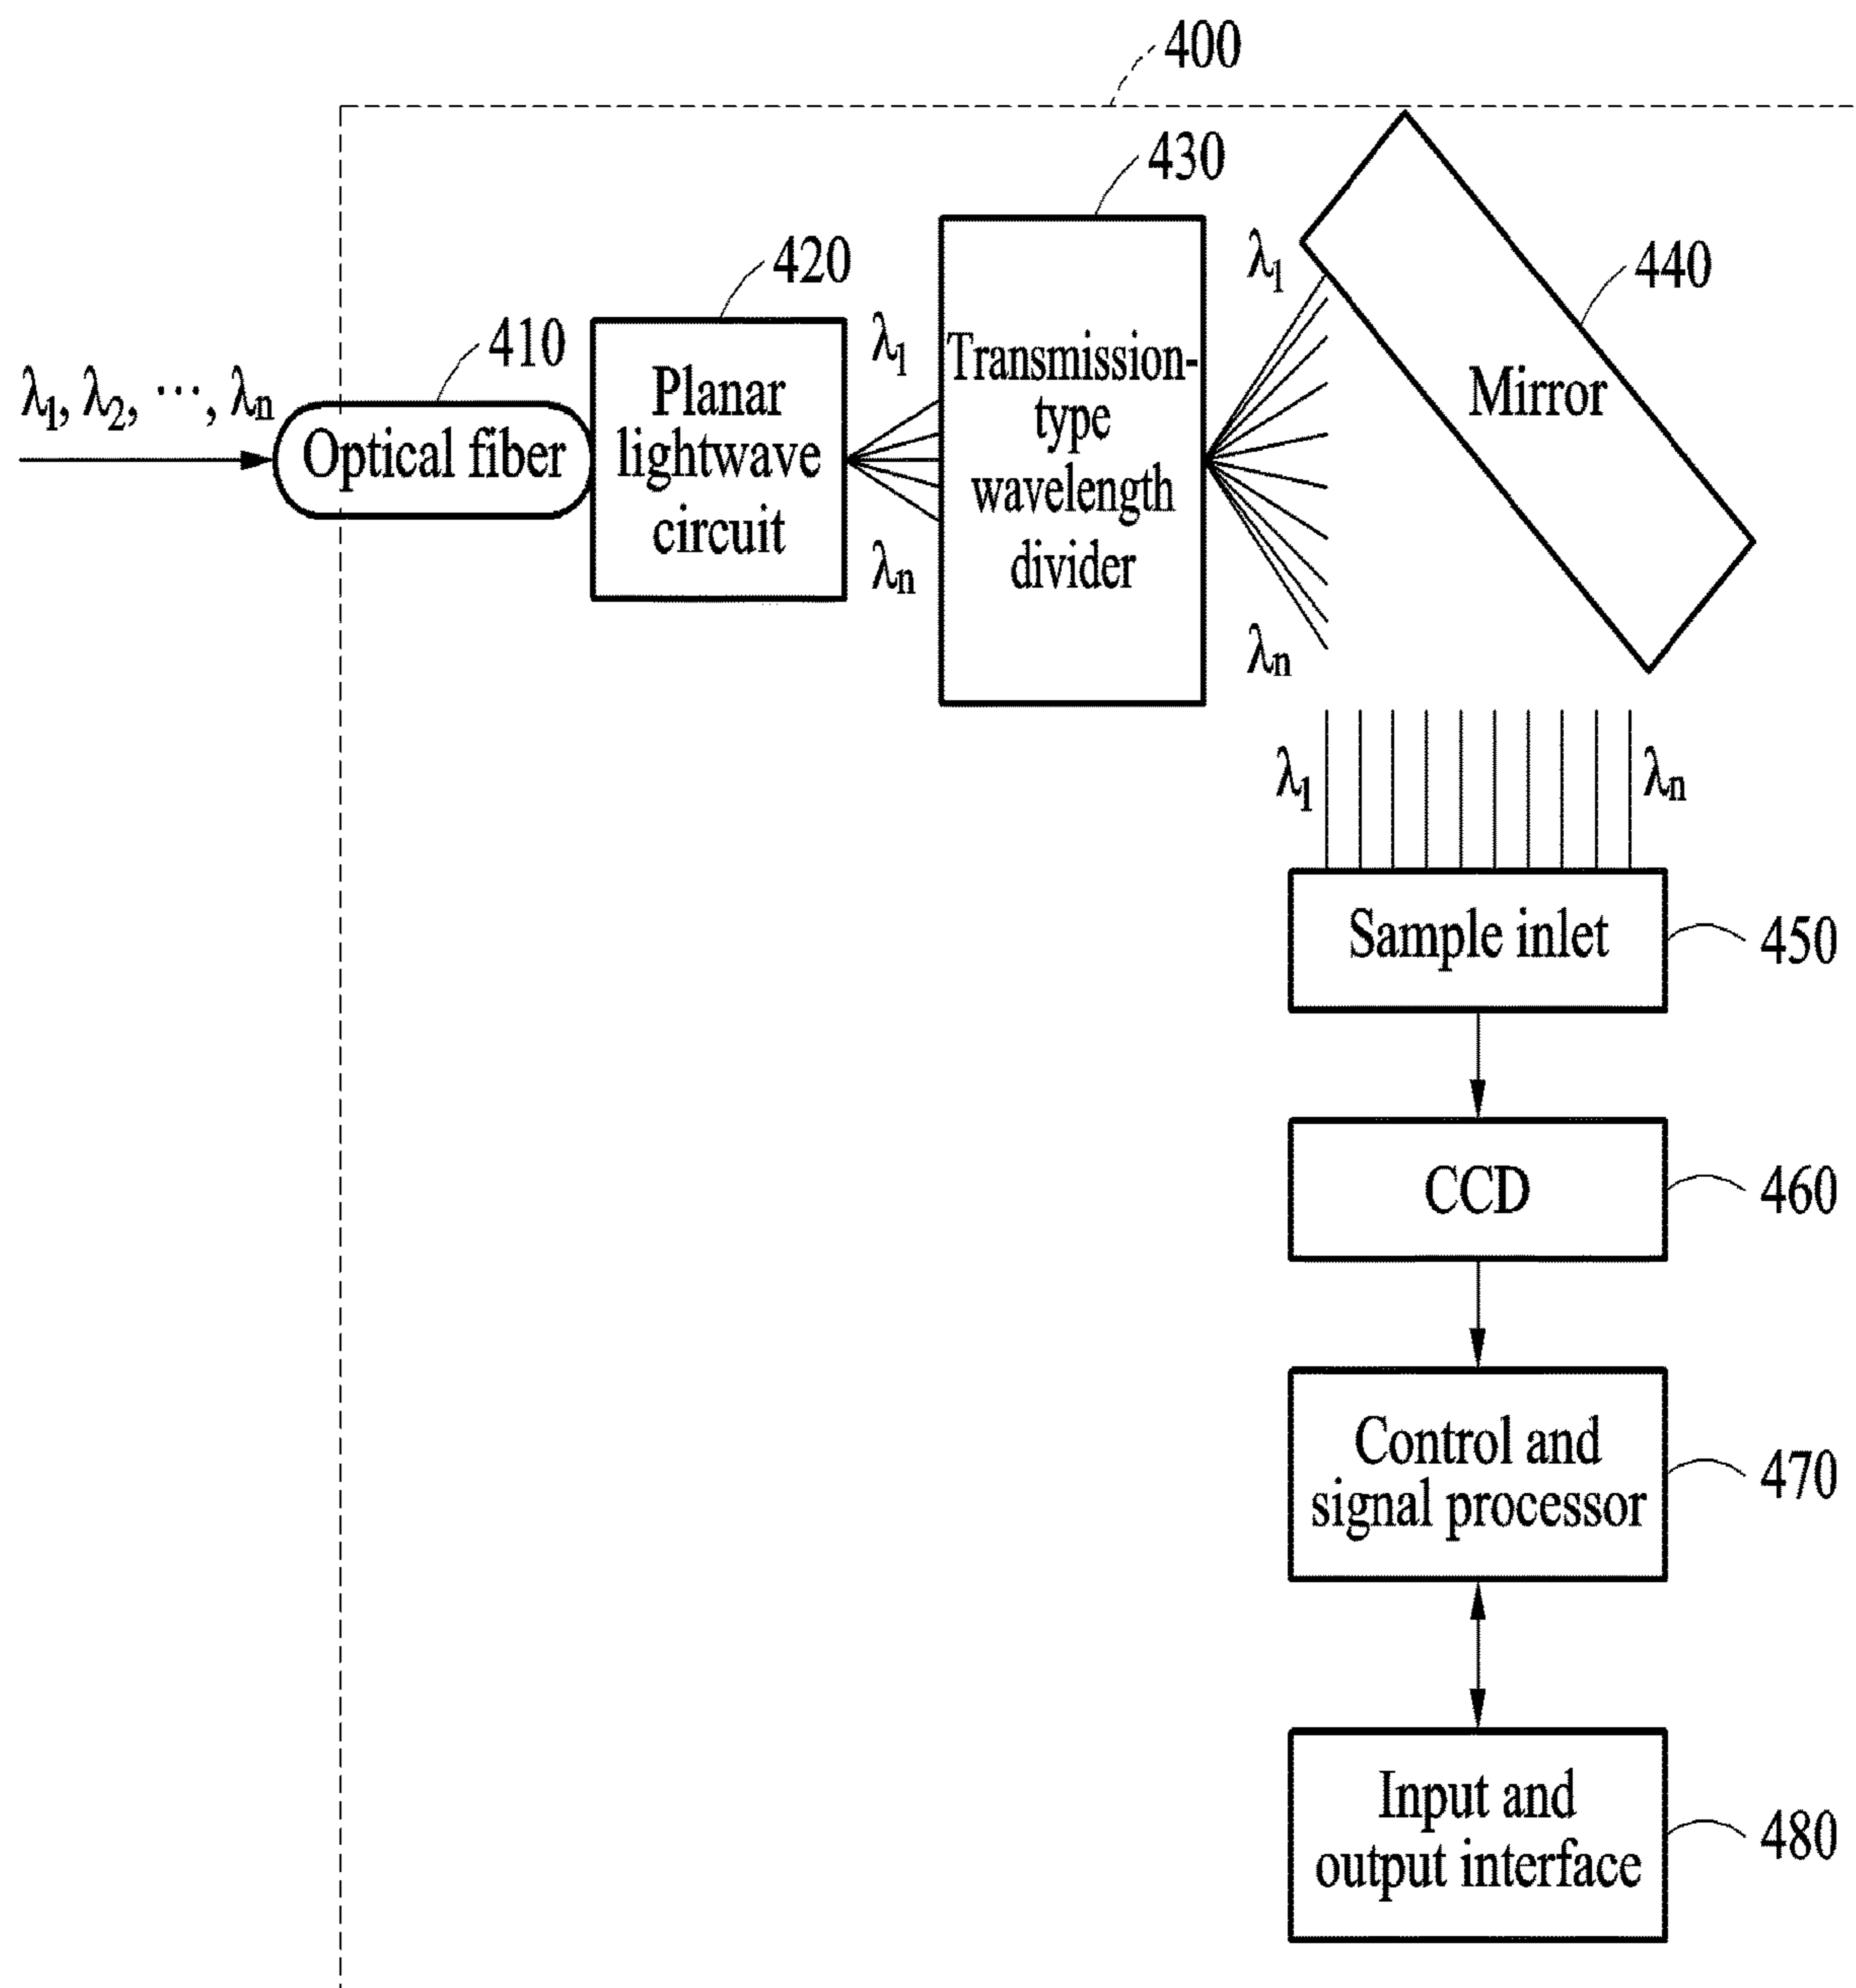 400
430
420
440
410
λ1, λ2, ⋯, λn
Optical fiber
Planar
lightwave
circuit
λ1
λn
Transmission-
type
wavelength
divider
λ1
λn
Mirror
λ1
λn
Sample inlet
450
CCD
460
Control and
signal processor
470
Input and
output interface
480